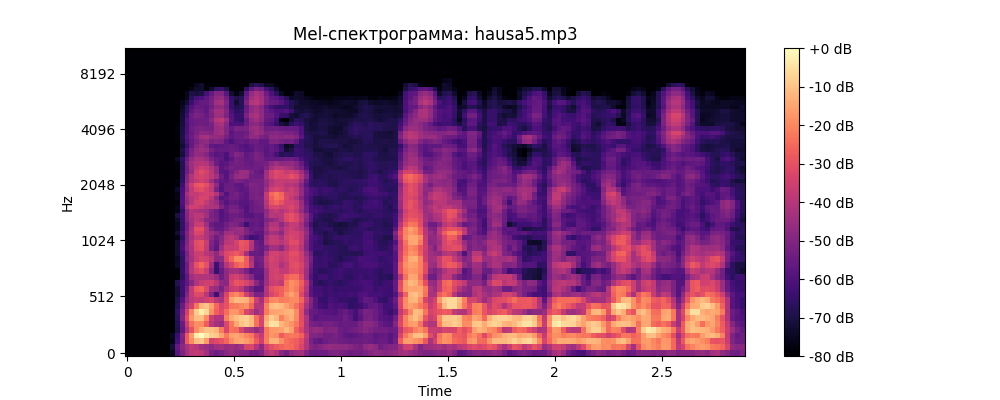 Mel-спектрограмма: hausa5.mp3
8192
4096
2048
1024
512
0
Hz
0
0.5
1
1.5
2
2.5
Time
+0 dB
-10 dB
-20 dB
-30 dB
-40 dB
-50 dB
-60 dB
-70 dB
-80 dB